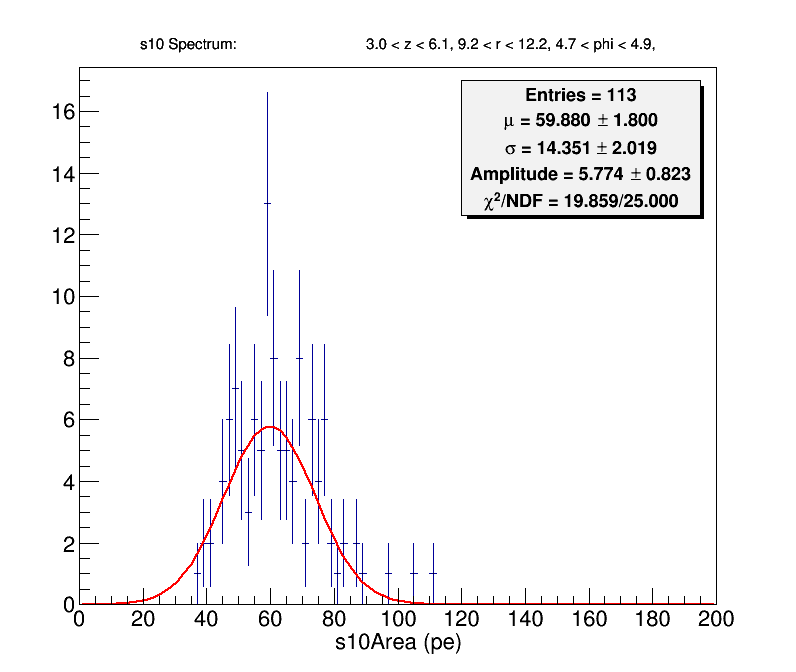 s10 Spectrum: 3.0 < z < 6.1, 9.2 < r < 12.2, 4.7 < phi < 4.9,
Entries = 113
μ = 59.880 ± 1.800
σ = 14.351 ± 2.019
Amplitude = 5.774 ± 0.823
χ²/NDF = 19.859/25.000
16
14
12
10
8
6
4
2
0
0 20 40 60 80 100 120 140 160 180 200
s10Area (pe)